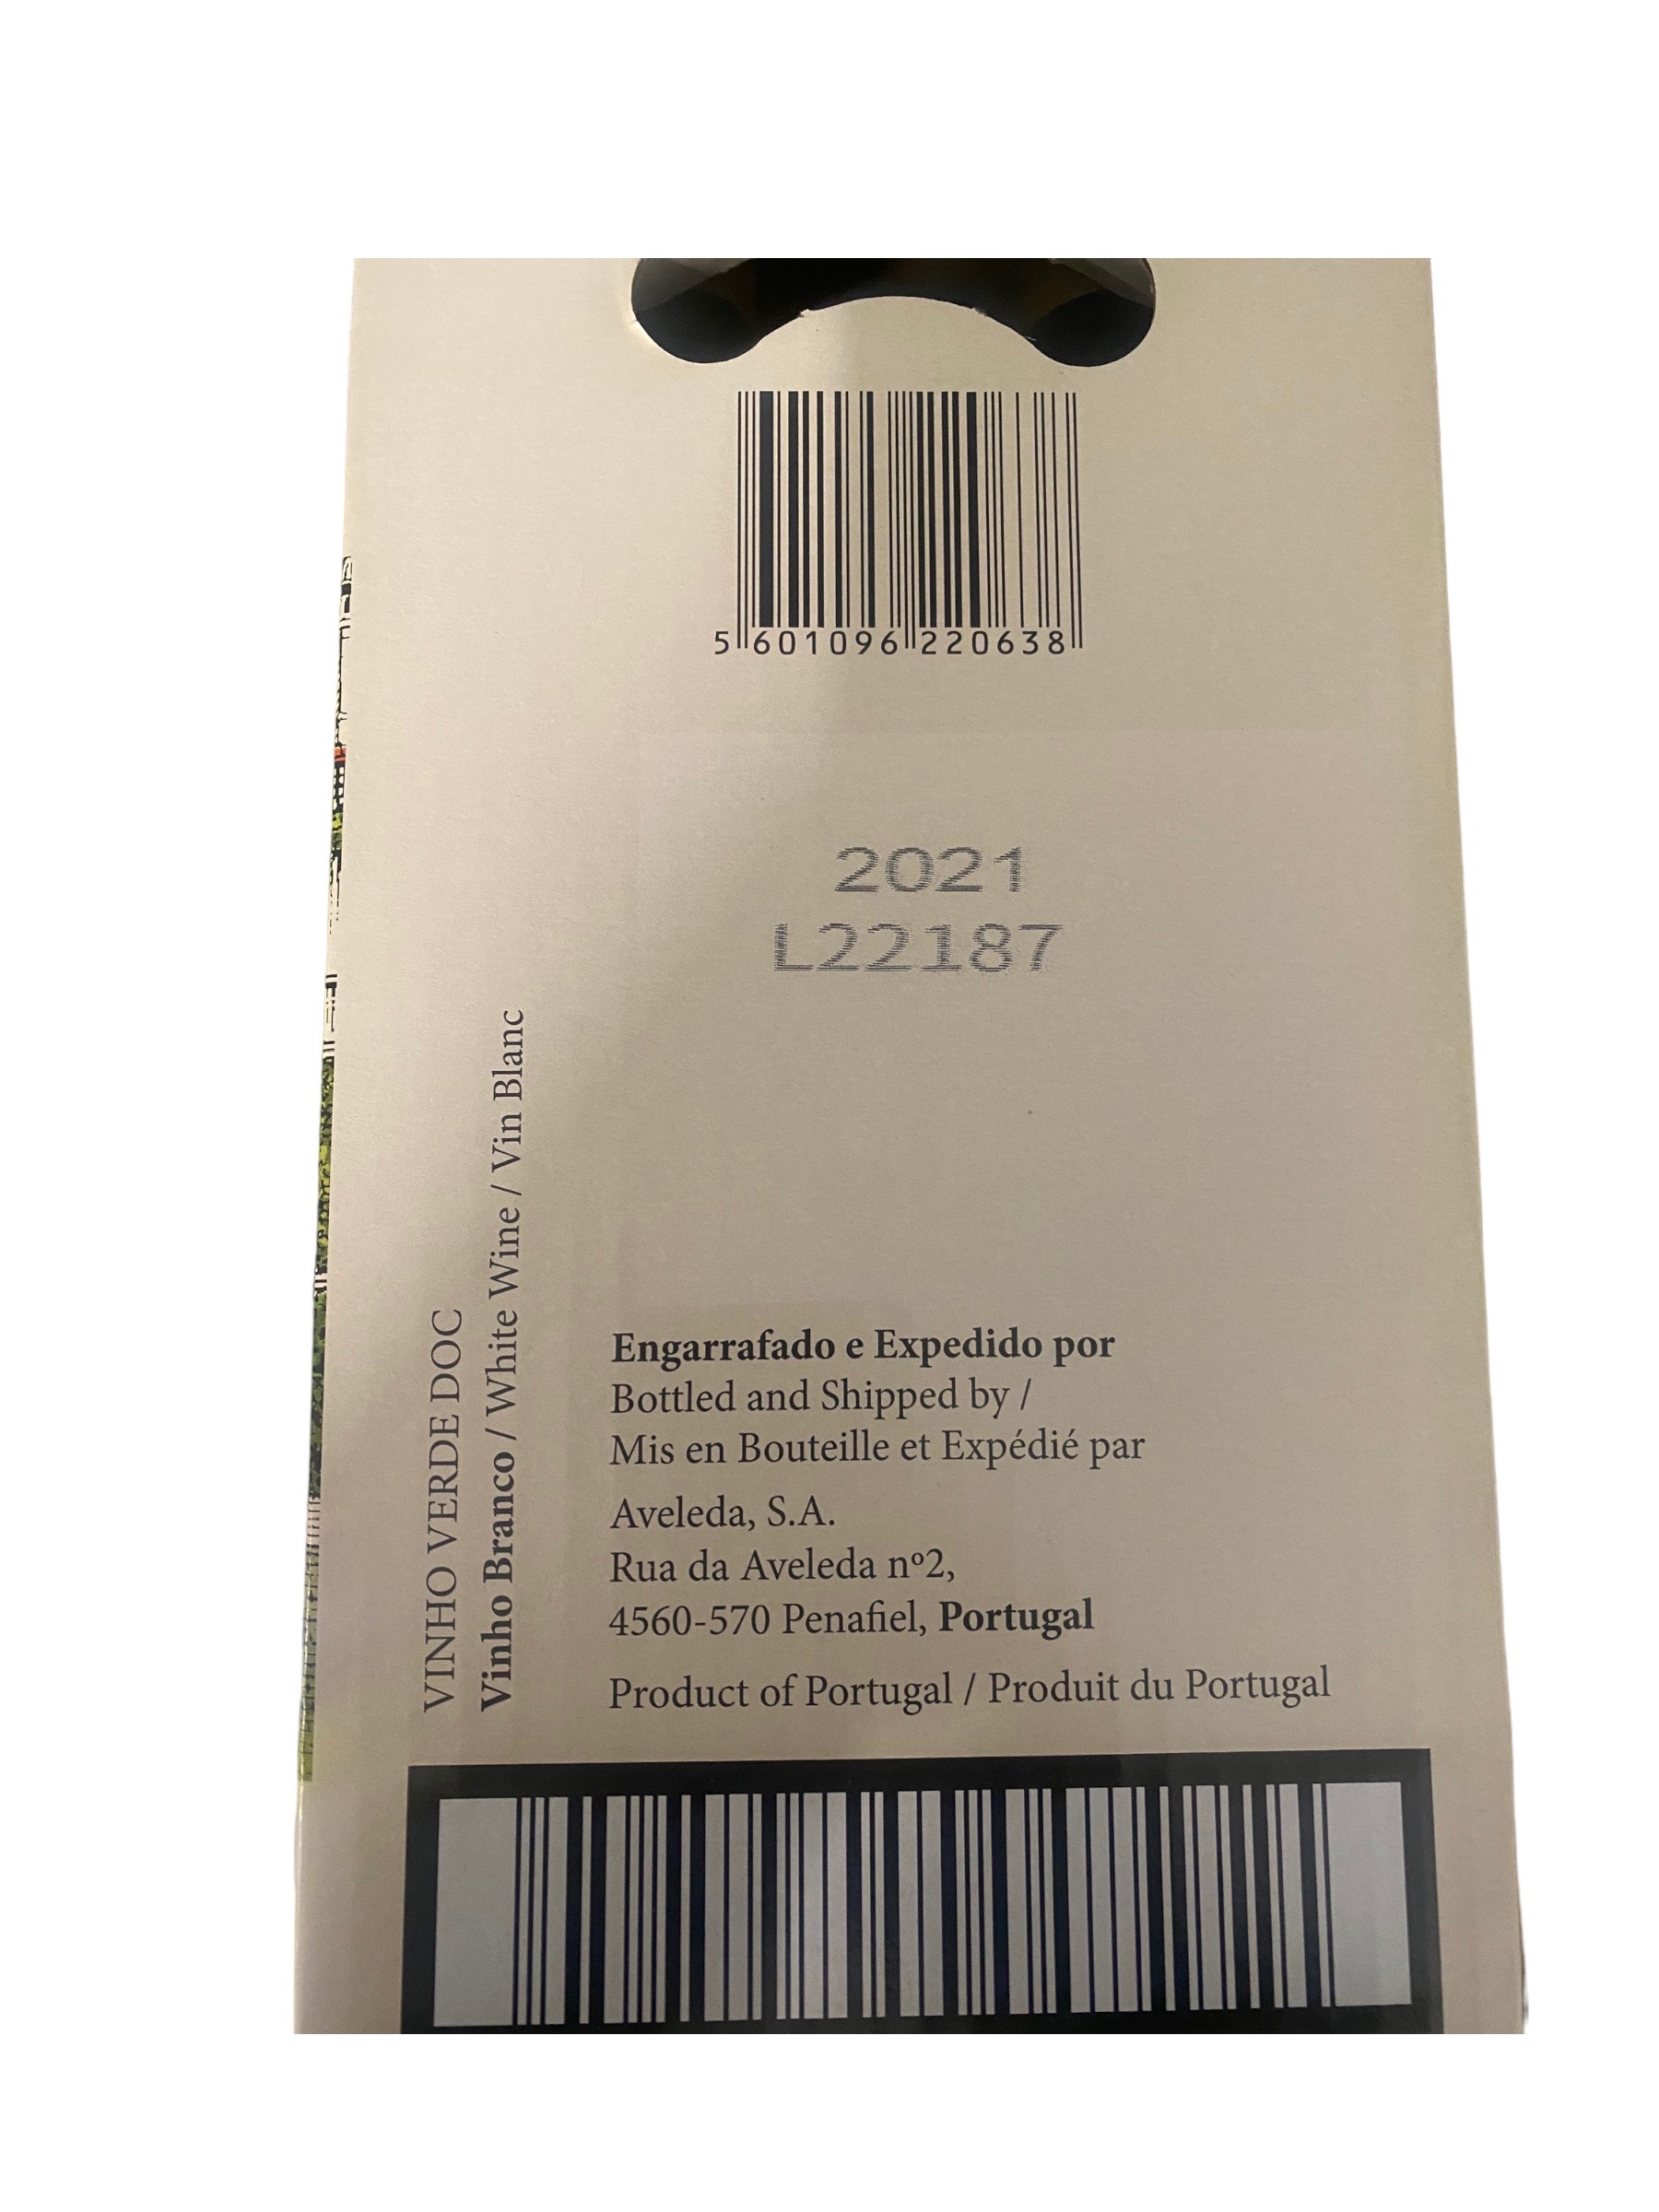 5 601096 220638
2021
L22187
VINHO VERDE DOC
Vinho Branco / White Wine / Vin Blanc
Engarrafado e Expedido por
Bottled and Shipped by /
Mis en Bouteille et Expédié par
Aveleda, S.A.
Rua da Aveleda nº2,
4560-570 Penafiel, Portugal
Product of Portugal / Produit du Portugal